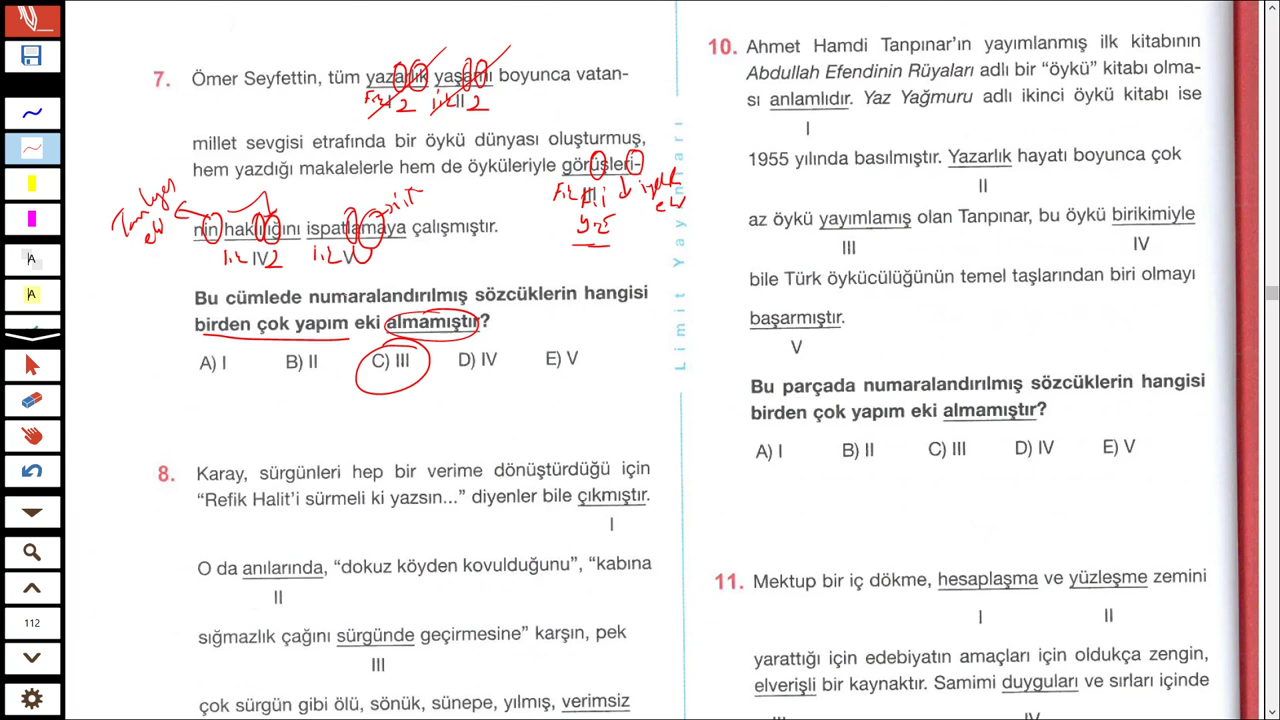 7. Ömer Seyfettin, tüm yazarlık yaşamı boyunca vatan-
I II
millet sevgisi etrafında bir öykü dünyası oluşturmuş,
hem yazdığı makalelerle hem de öyküleriyle görüşleri-
III
nin haklılığını ispatlamaya çalışmıştır.
IV V
Bu cümlede numaralandırılmış sözcüklerin hangisi
birden çok yapım eki almamıştır?
A) I B) II C) III D) IV E) V
8. Karay, sürgünleri hep bir verime dönüştürdüğü için
“Refik Halit’i sürmeli ki yazsın...” diyenler bile çıkmıştır.
I
O da anılarında, “dokuz köyden kovulduğunu”, “kabına
II
sığmazlık çağını sürgünde geçirmesine” karşın, pek
III
çok sürgün gibi ölü, sönük, sünepe, yılmış, verimsiz
Limit Yayınları
10. Ahmet Hamdi Tanpınar’ın yayımlanmış ilk kitabının
Abdullah Efendinin Rüyaları adlı bir “öykü” kitabı olma-
sı anlamlıdır. Yaz Yağmuru adlı ikinci öykü kitabı ise
I
1955 yılında basılmıştır. Yazarlık hayatı boyunca çok
II
az öykü yayımlamış olan Tanpınar, bu öykü birikimiyle
III IV
bile Türk öykücülüğünün temel taşlarından biri olmayı
başarmıştır.
V
Bu parçada numaralandırılmış sözcüklerin hangisi
birden çok yapım eki almamıştır?
A) I B) II C) III D) IV E) V
11. Mektup bir iç dökme, hesaplaşma ve yüzleşme zemini
I II
yarattığı için edebiyatın amaçları için oldukça zengin,
elverişli bir kaynaktır. Samimi duyguları ve sırları içinde
III IV
A
A
112